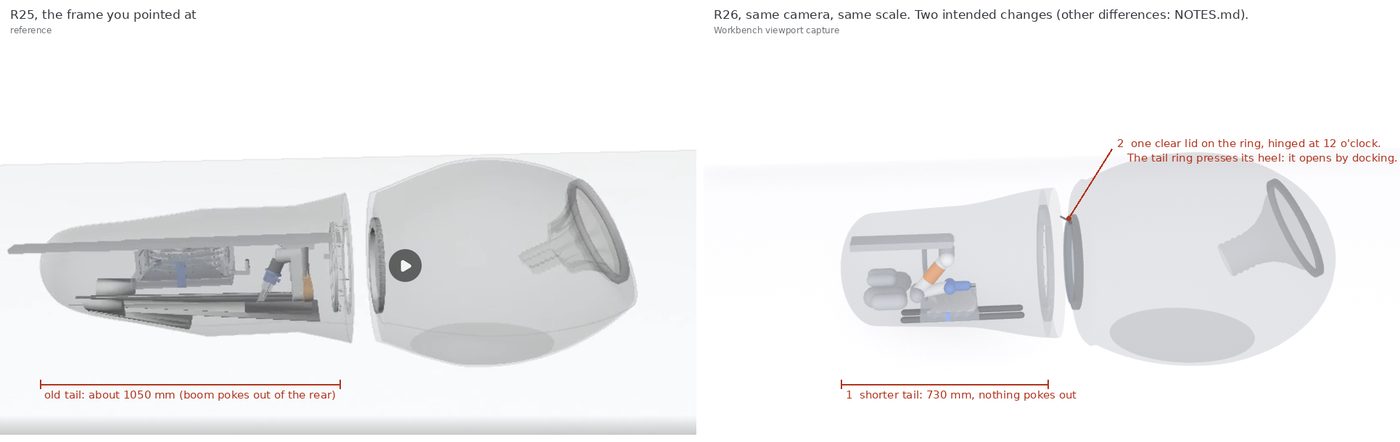 R25, the frame you pointed at
reference
R26, same camera, same scale. Two intended changes (other differences: NOTES.md).
Workbench viewport capture
2 one clear lid on the ring, hinged at 12 o'clock.
The tail ring presses its heel: it opens by docking.
old tail: about 1050 mm (boom pokes out of the rear)
1 shorter tail: 730 mm, nothing pokes out